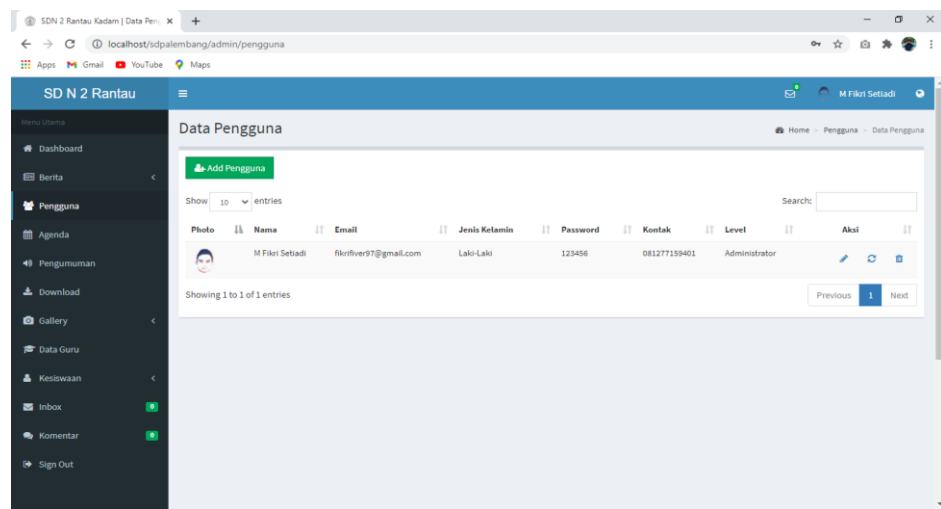 SDN 2 Rantau Kadam | Data Peng
localhost/sdpalembang/admin/pengguna
Apps Gmail YouTube Maps
SD N 2 Rantau
0 M Fikri Setiadi
Menu Utama
Dashboard
Berita
Pengguna
Agenda
Pengumuman
Download
Gallery
Data Guru
Kesiswaan
Inbox 0
Komentar 0
Sign Out
Data Pengguna
Home > Pengguna > Data Pengguna
Add Pengguna
Show 10 entries
Search:
Photo Nama Email Jenis Kelamin Password Kontak Level Aksi
M Fikri Setiadi fikrifiver97@gmail.com Laki-Laki 123456 081277159401 Administrator
Showing 1 to 1 of 1 entries
Previous 1 Next